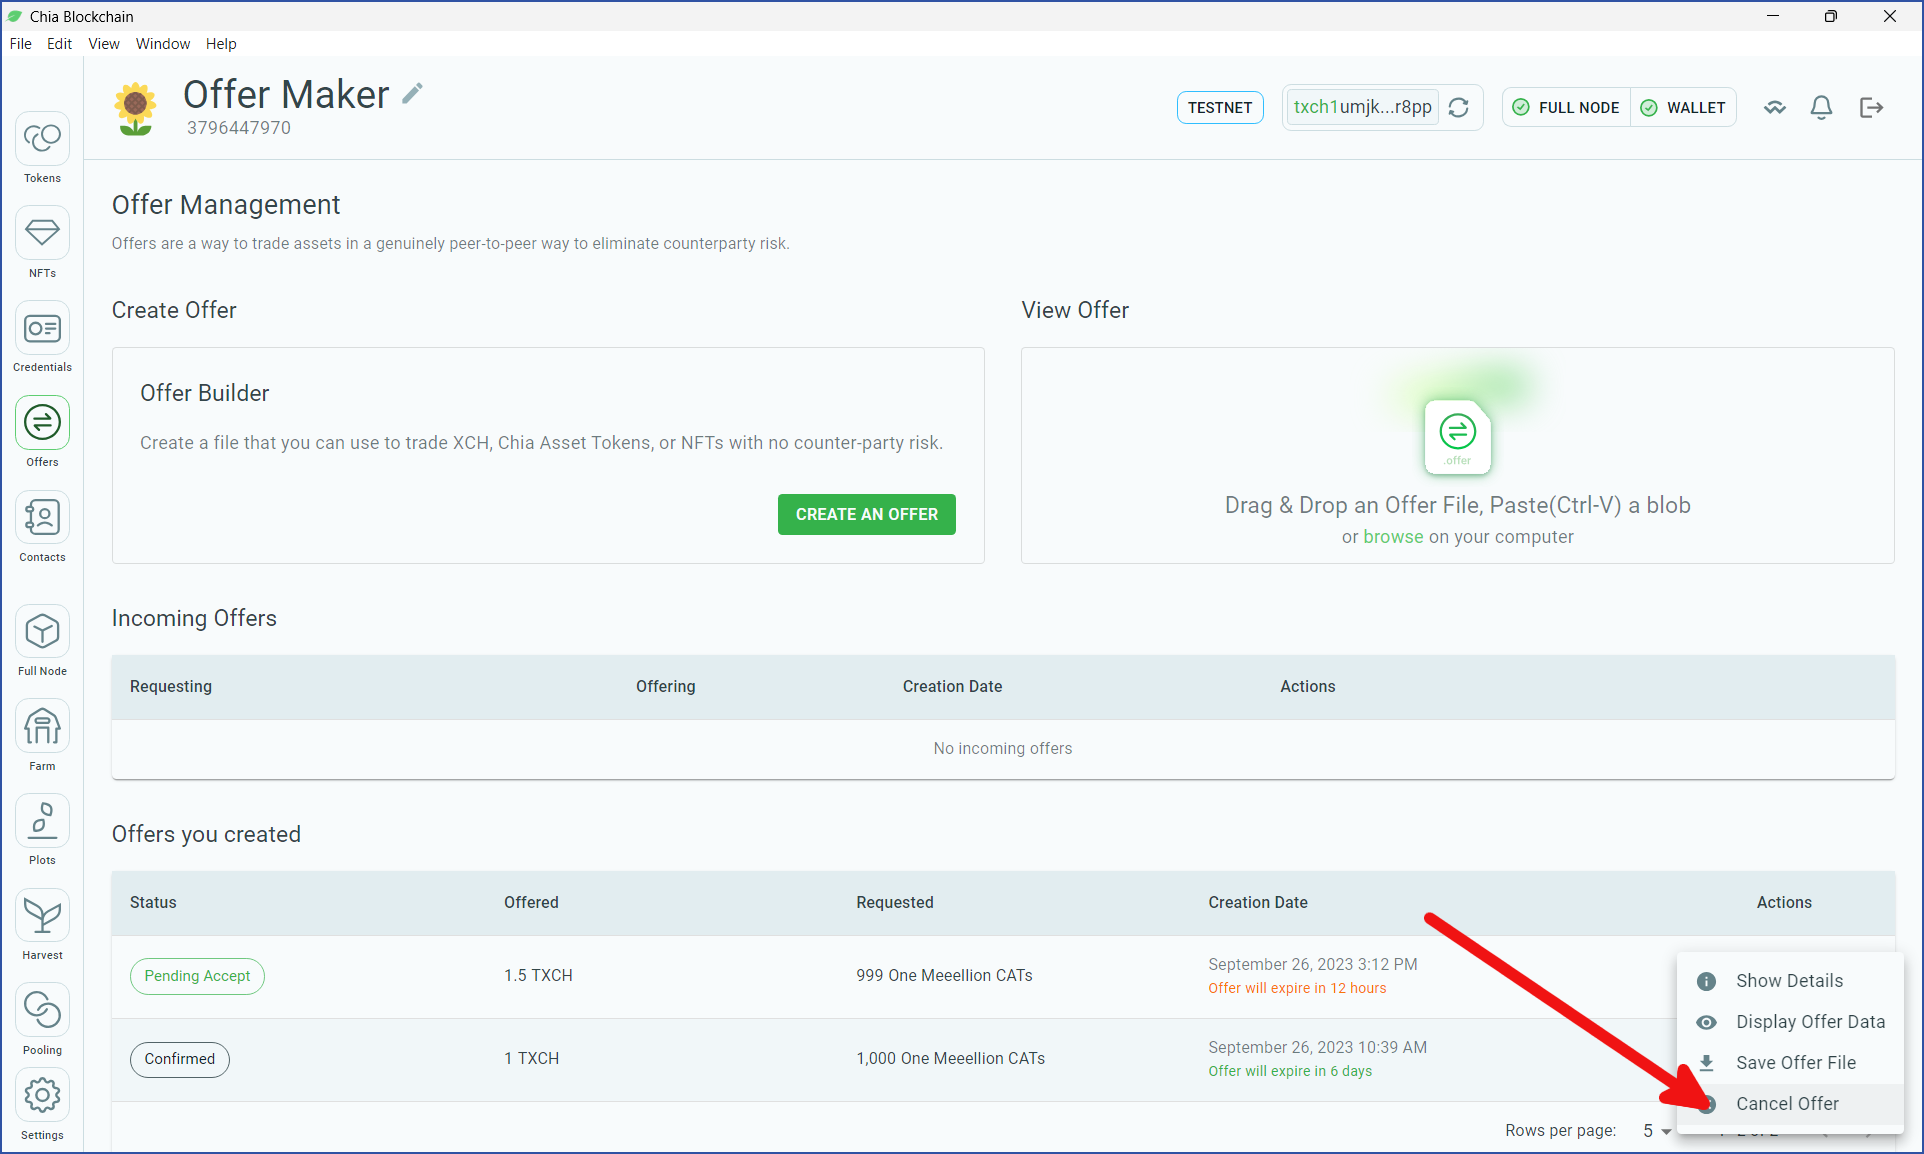 Chia Blockchain
File Edit View Window Help
Offer Maker
3796447970
TESTNET
txch1umjk...r8pp
FULL NODE
WALLET
Tokens
NFTs
Credentials
Offers
Contacts
Full Node
Farm
Plots
Harvest
Pooling
Settings
Offer Management
Offers are a way to trade assets in a genuinely peer-to-peer way to eliminate counterparty risk.
Create Offer
Offer Builder
Create a file that you can use to trade XCH, Chia Asset Tokens, or NFTs with no counter-party risk.
CREATE AN OFFER
View Offer
.offer
Drag & Drop an Offer File, Paste(Ctrl-V) a blob
or browse on your computer
Incoming Offers
Requesting Offering Creation Date Actions
No incoming offers
Offers you created
Status Offered Requested Creation Date Actions
Pending Accept 1.5 TXCH 999 One Meeellion CATs September 26, 2023 3:12 PM
Offer will expire in 12 hours
Confirmed 1 TXCH 1,000 One Meeellion CATs September 26, 2023 10:39 AM
Offer will expire in 6 days
Show Details
Display Offer Data
Save Offer File
Cancel Offer
Rows per page: 5